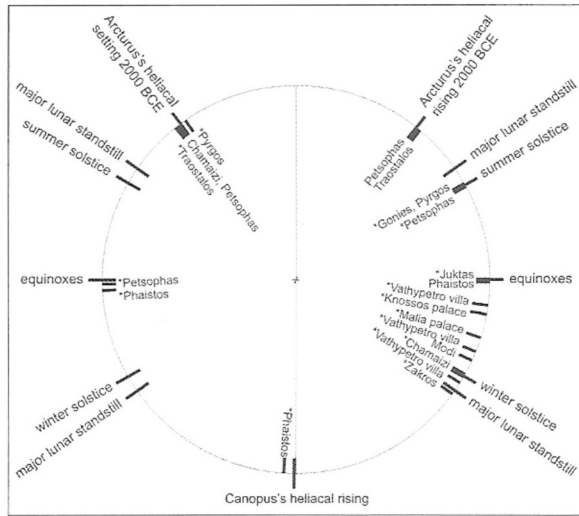 Arcturus's heliacal
setting 2000 BCE
*Pyrgos
Chamaizi, Petsophas
*Traostalos
major lunar standstill
summer solstice
equinoxes
*Petsophas
*Phaistos
winter solstice
major lunar standstill
Arcturus's heliacal
rising 2000 BCE
Petsophas
Traostalos
major lunar standstill
summer solstice
*Gonies, Pyrgos
*Petsophas
*Juktas
Phaistos
equinoxes
*Vathypetro villa
*Knossos palace
*Malia palace
*Vathypetro villa
Modi
*Chamaizi
*Vathypetro villa
*Zakros
winter solstice
major lunar standstill
*Phaistos
Canopus's heliacal rising